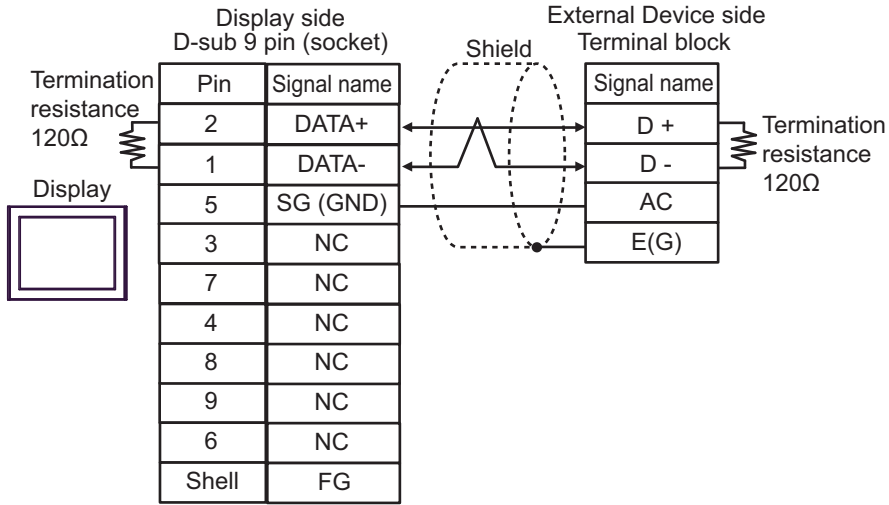 Display side
D-sub 9 pin (socket)
External Device side
Terminal block
Shield
Termination
resistance
120Ω
Display
Pin Signal name
2 DATA+
1 DATA-
5 SG (GND)
3 NC
7 NC
4 NC
8 NC
9 NC
6 NC
Shell FG
Signal name
D +
D -
AC
E(G)
Termination
resistance
120Ω